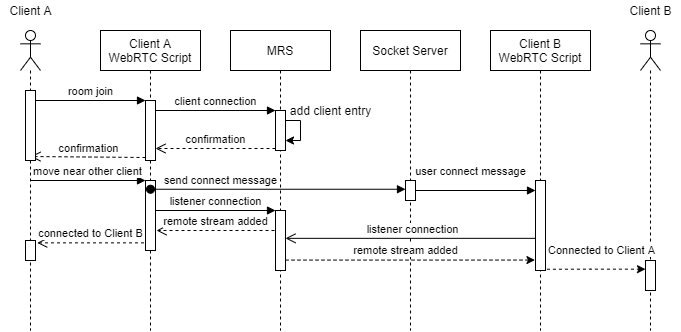 Client A
Client B
Client A
WebRTC Script
MRS
Socket Server
Client B
WebRTC Script
room join
client connection
add client entry
confirmation
confirmation
move near other client
send connect message
user connect message
listener connection
remote stream added
connected to Client B
listener connection
remote stream added
Connected to Client A